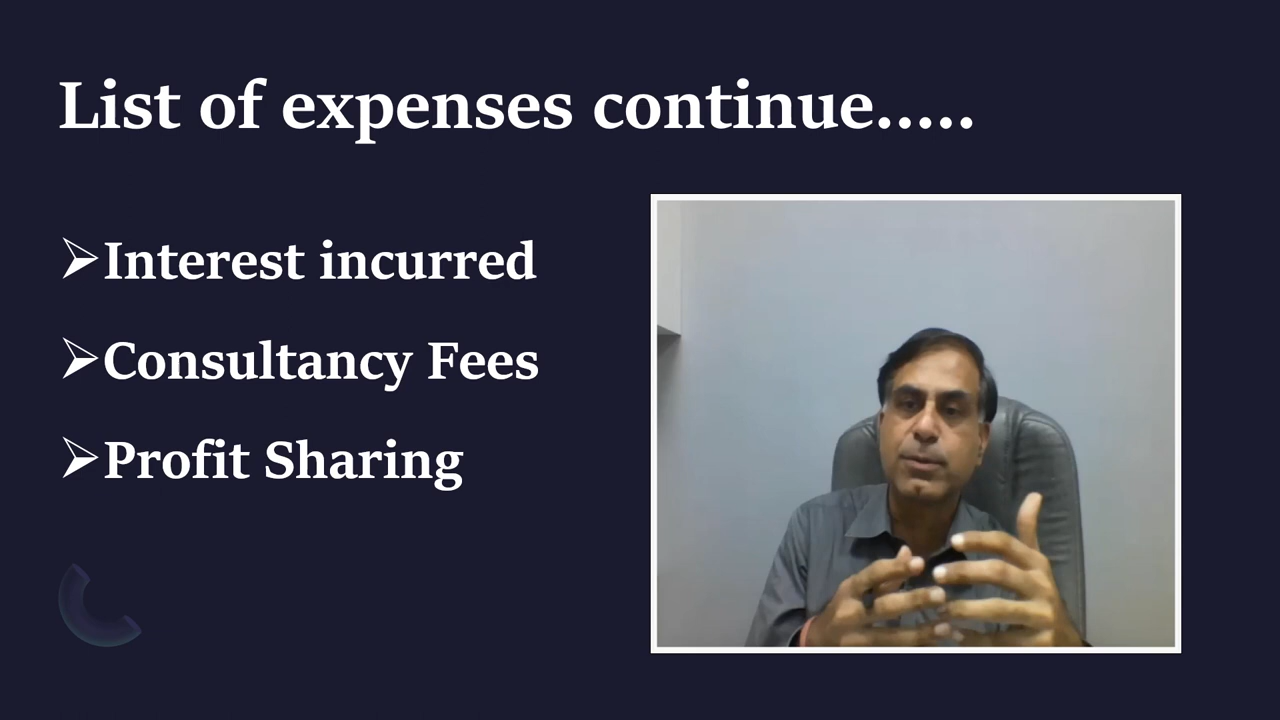 List of expenses continue.....
➢Interest incurred
➢Consultancy Fees
➢Profit Sharing